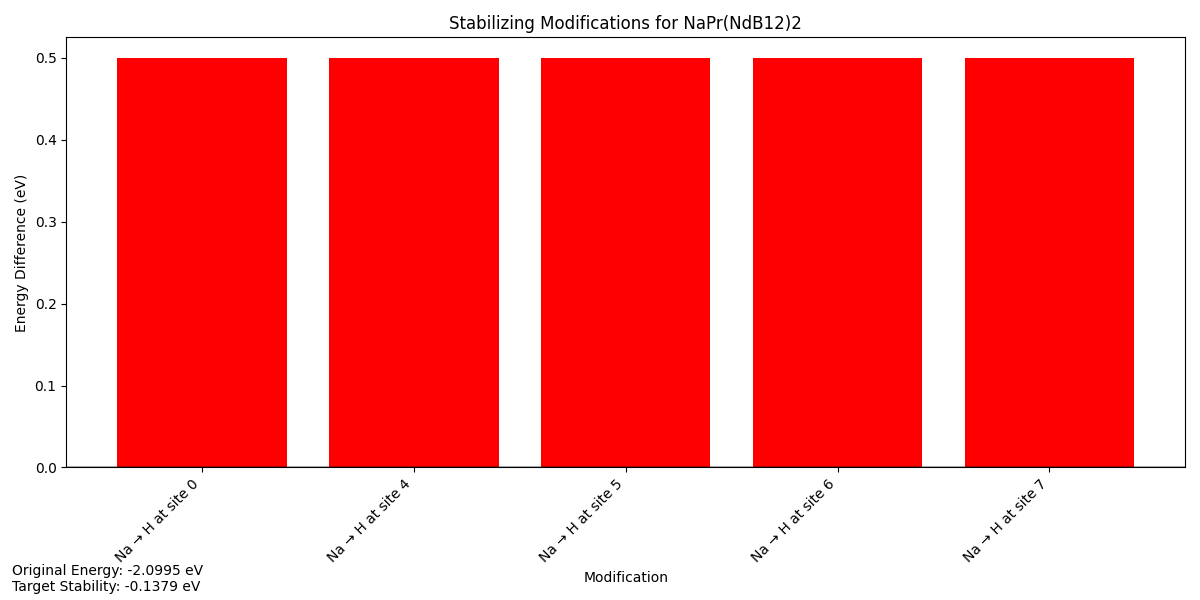 Stabilizing Modifications for NaPr(NdB12)2
Energy Difference (eV)
0.5
0.4
0.3
0.2
0.1
0.0
Na → H at site 0
Na → H at site 4
Na → H at site 5
Na → H at site 6
Na → H at site 7
Modification
Original Energy: -2.0995 eV
Target Stability: -0.1379 eV